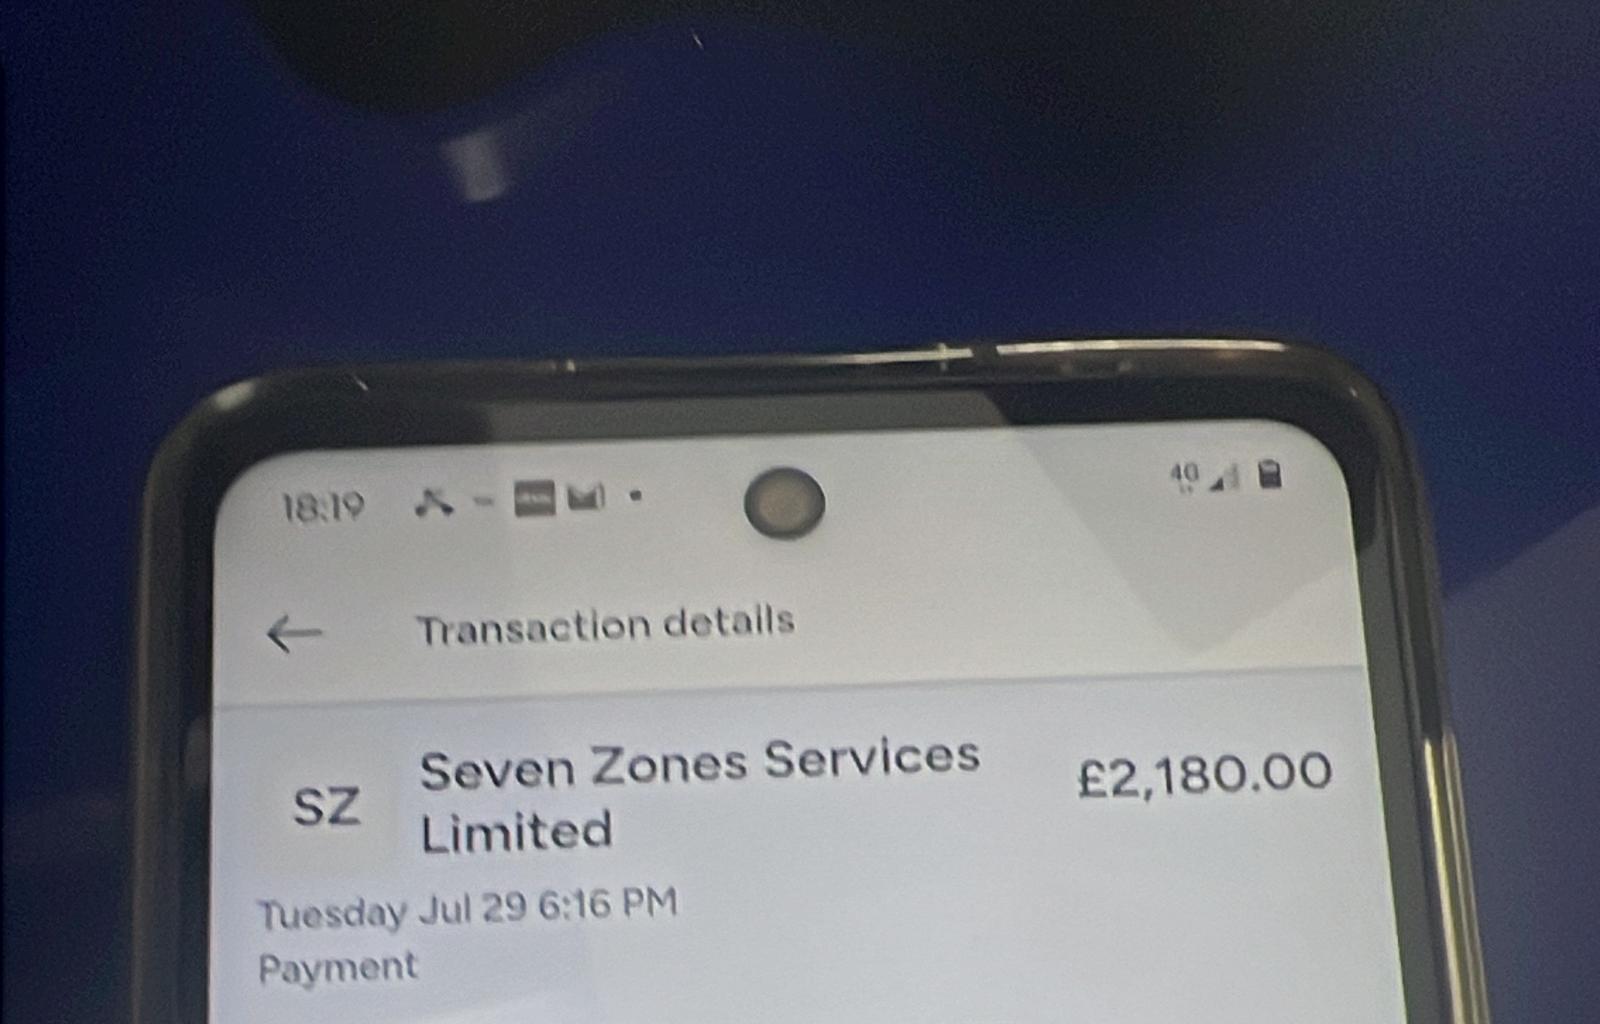 18:19
4G
Transaction details
SZ
Seven Zones Services
Limited
£2,180.00
Tuesday Jul 29 6:16 PM
Payment